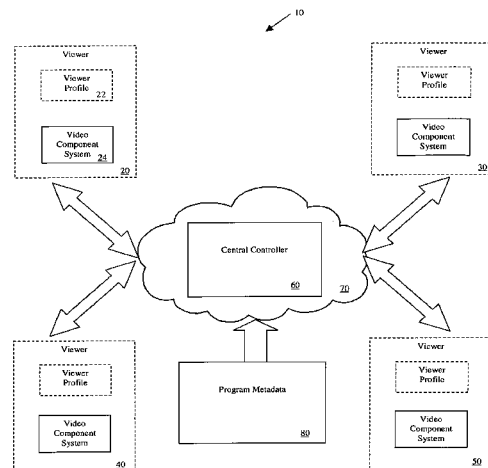 10
Viewer
Viewer
Profile
22
Video
Component
System
24
20
Viewer
Viewer
Profile
Video
Component
System
30
Central Controller
60
70
Viewer
Viewer
Profile
Video
Component
System
40
Program Metadata
80
Viewer
Viewer
Profile
Video
Component
System
50